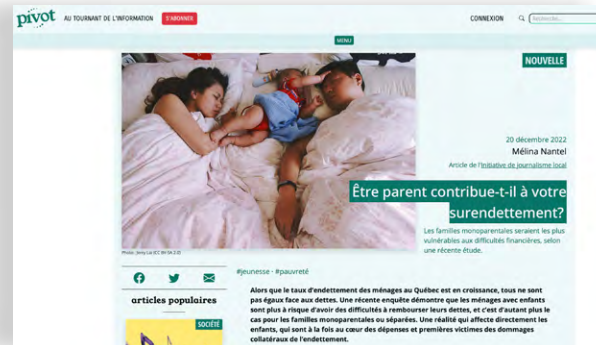 pivot
AU TOURNANT DE L'INFORMATION
S'ABONNER
CONNEXION
Recherche...
MENU
NOUVELLE
20 décembre 2022
Mélina Nantel
Article de l'Initiative de journalisme local
Être parent contribue-t-il à votre
surendettement?
Les familles monoparentales seraient les plus
vulnérables aux difficultés financières, selon
une récente étude.
#jeunesse · #pauvreté
articles populaires
SOCIÉTÉ
Alors que le taux d'endettement des ménages au Québec est en croissance, tous ne sont
pas égaux face aux dettes. Une récente enquête démontre que les ménages avec enfants
sont plus à risque d'avoir des difficultés à rembourser leurs dettes, et c'est d'autant plus le
cas pour les familles monoparentales ou séparées. Une réalité qui affecte directement les
enfants, qui sont à la fois au cœur des dépenses et premières victimes des dommages
collatéraux de l'endettement.